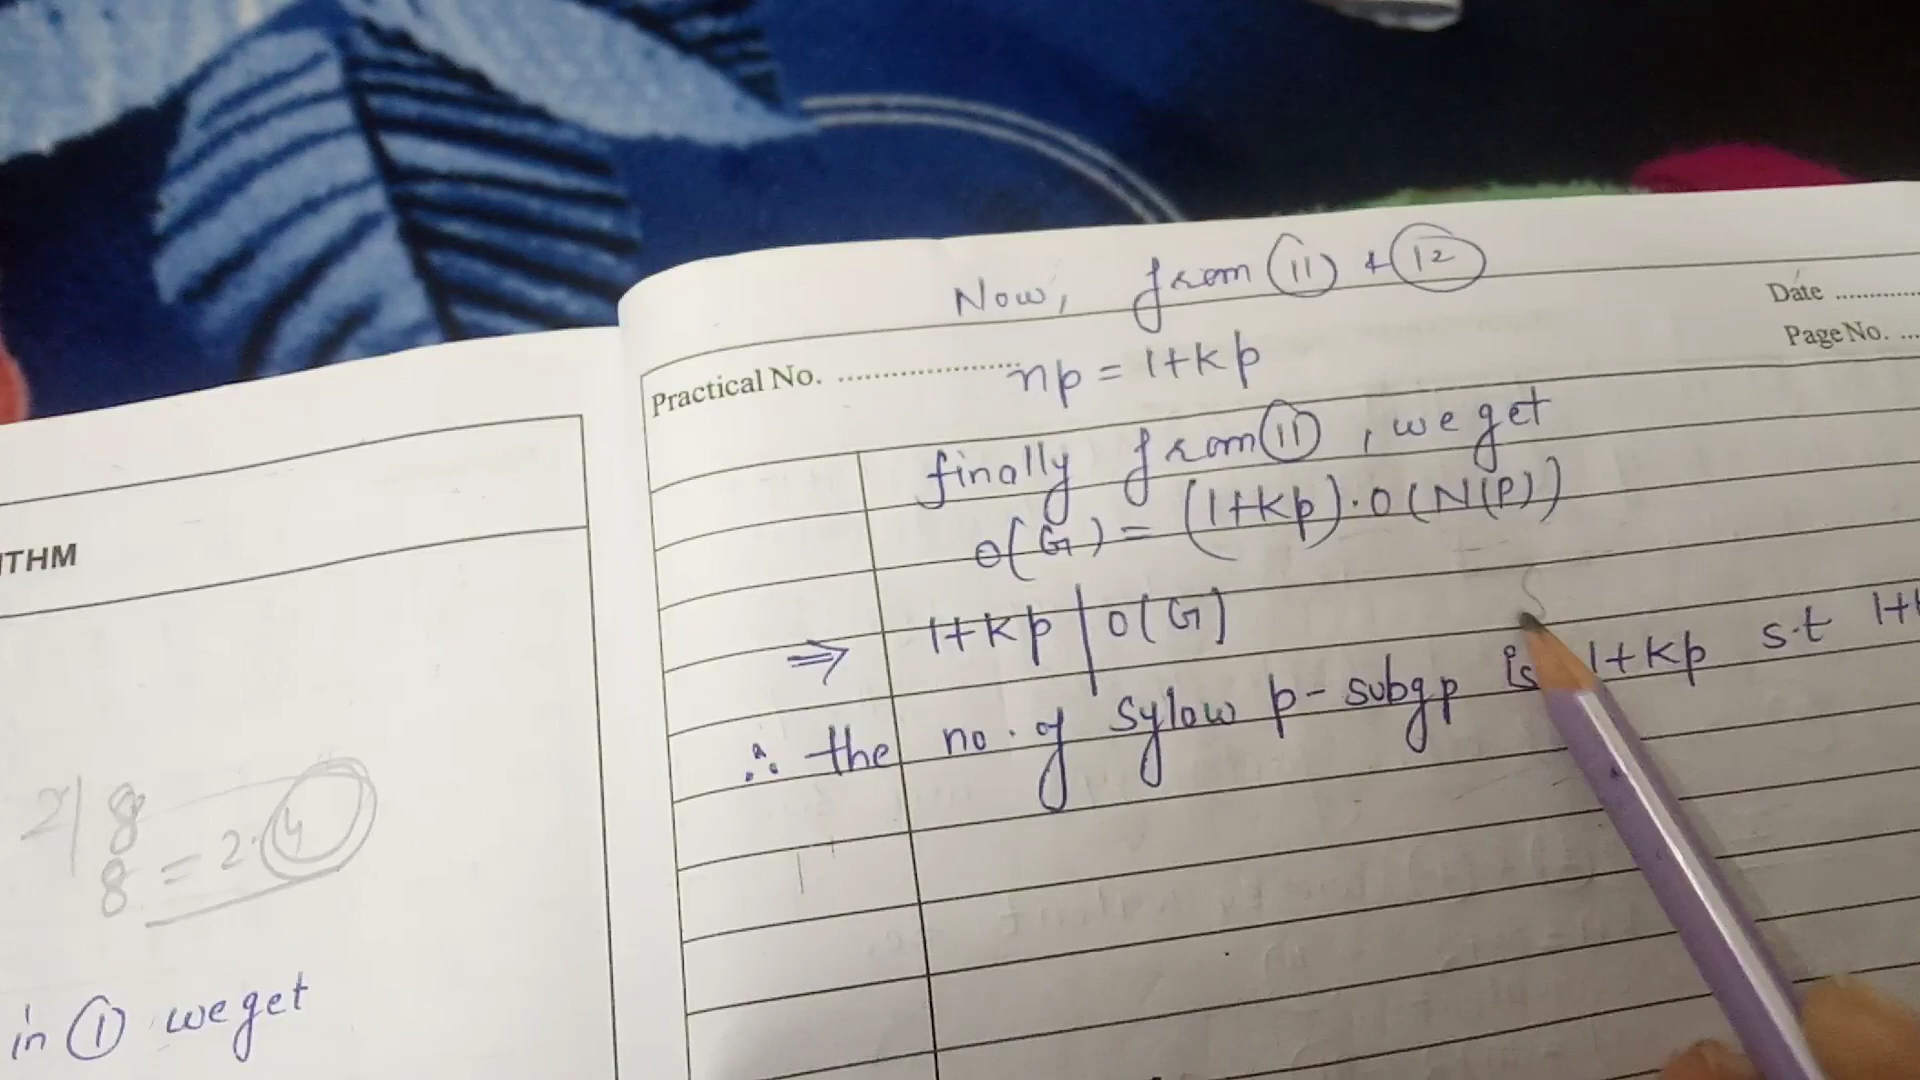 THM
2 | 8
8 = 2.4
in ① we get
Now, from ⑪ & ⑫
Date ............
Page No. ...
Practical No. .....................
np = 1+kp
finally from ⑪, we get
o(G) = (1+kp).o(N(P))
⇒ 1+kp | o(G)
∴ the no. of sylow p-subgp is 1+kp s.t 1+k